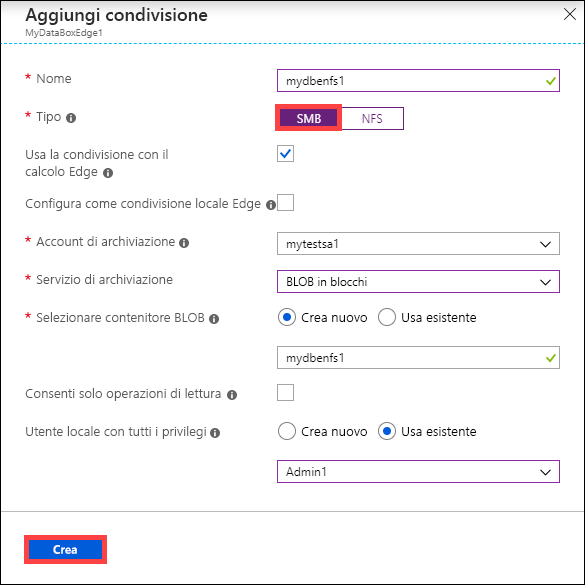 Aggiungi condivisione
MyDataBoxEdge1
* Nome
mydbenfs1
* Tipo
SMB NFS
Usa la condivisione con il
calcolo Edge
Configura come condivisione locale Edge
* Account di archiviazione
mytestsa1
* Servizio di archiviazione
BLOB in blocchi
* Selezionare contenitore BLOB
Crea nuovo Usa esistente
mydbenfs1
Consenti solo operazioni di lettura
Utente locale con tutti i privilegi
Crea nuovo Usa esistente
Admin1
Crea